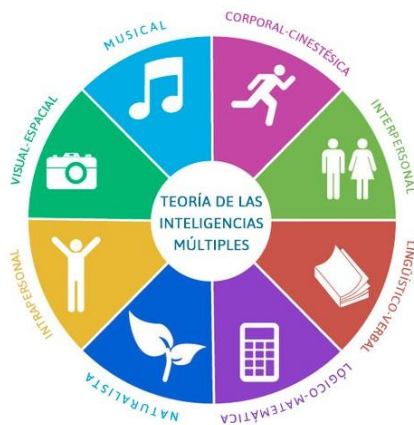 MUSICAL
CORPORAL-CINESTÉSICA
INTERPERSONAL
LINGÜÍSTICO-VERBAL
LÓGICO-MATEMÁTICA
NATURALISTA
INTRAPERSONAL
VISUAL-ESPACIAL
TEORÍA DE LAS
INTELIGENCIAS
MÚLTIPLES